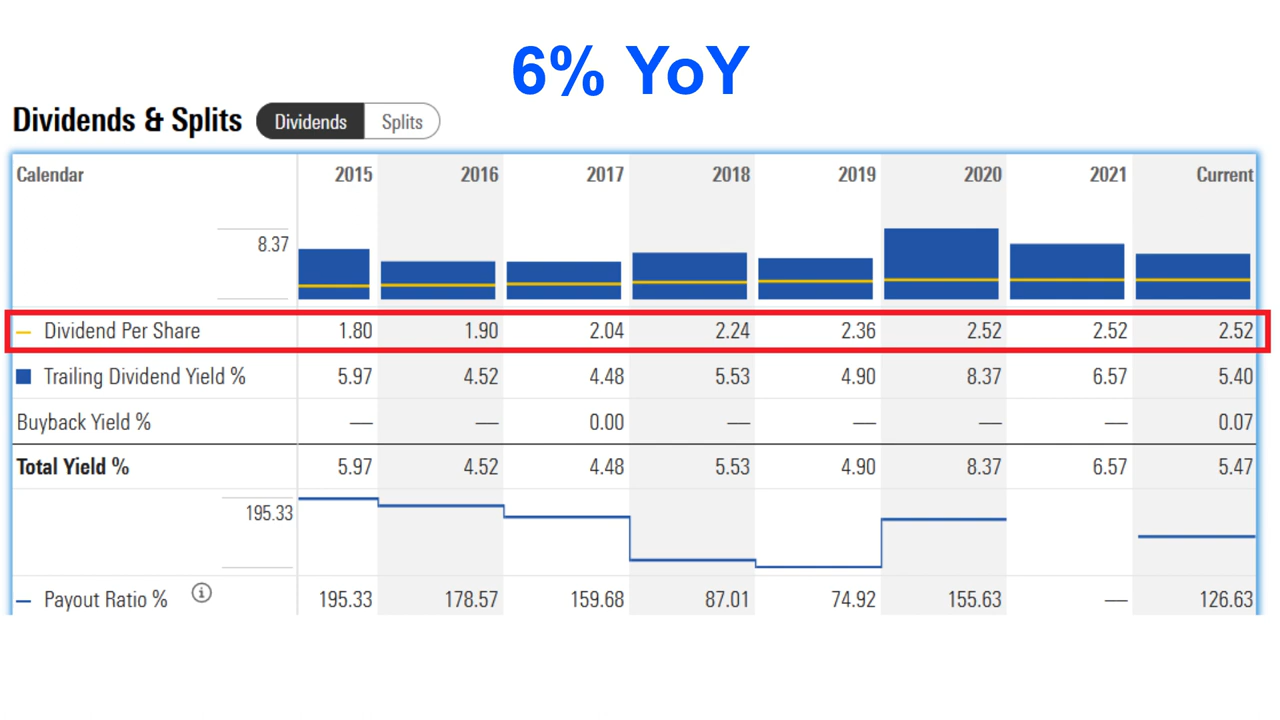 6% YoY
Dividends & Splits Dividends Splits
Calendar 2015 2016 2017 2018 2019 2020 2021 Current
8.37
Dividend Per Share 1.80 1.90 2.04 2.24 2.36 2.52 2.52 2.52
Trailing Dividend Yield % 5.97 4.52 4.48 5.53 4.90 8.37 6.57 5.40
Buyback Yield % — — 0.00 — — — — 0.07
Total Yield % 5.97 4.52 4.48 5.53 4.90 8.37 6.57 5.47
195.33
Payout Ratio % i 195.33 178.57 159.68 87.01 74.92 155.63 — 126.63